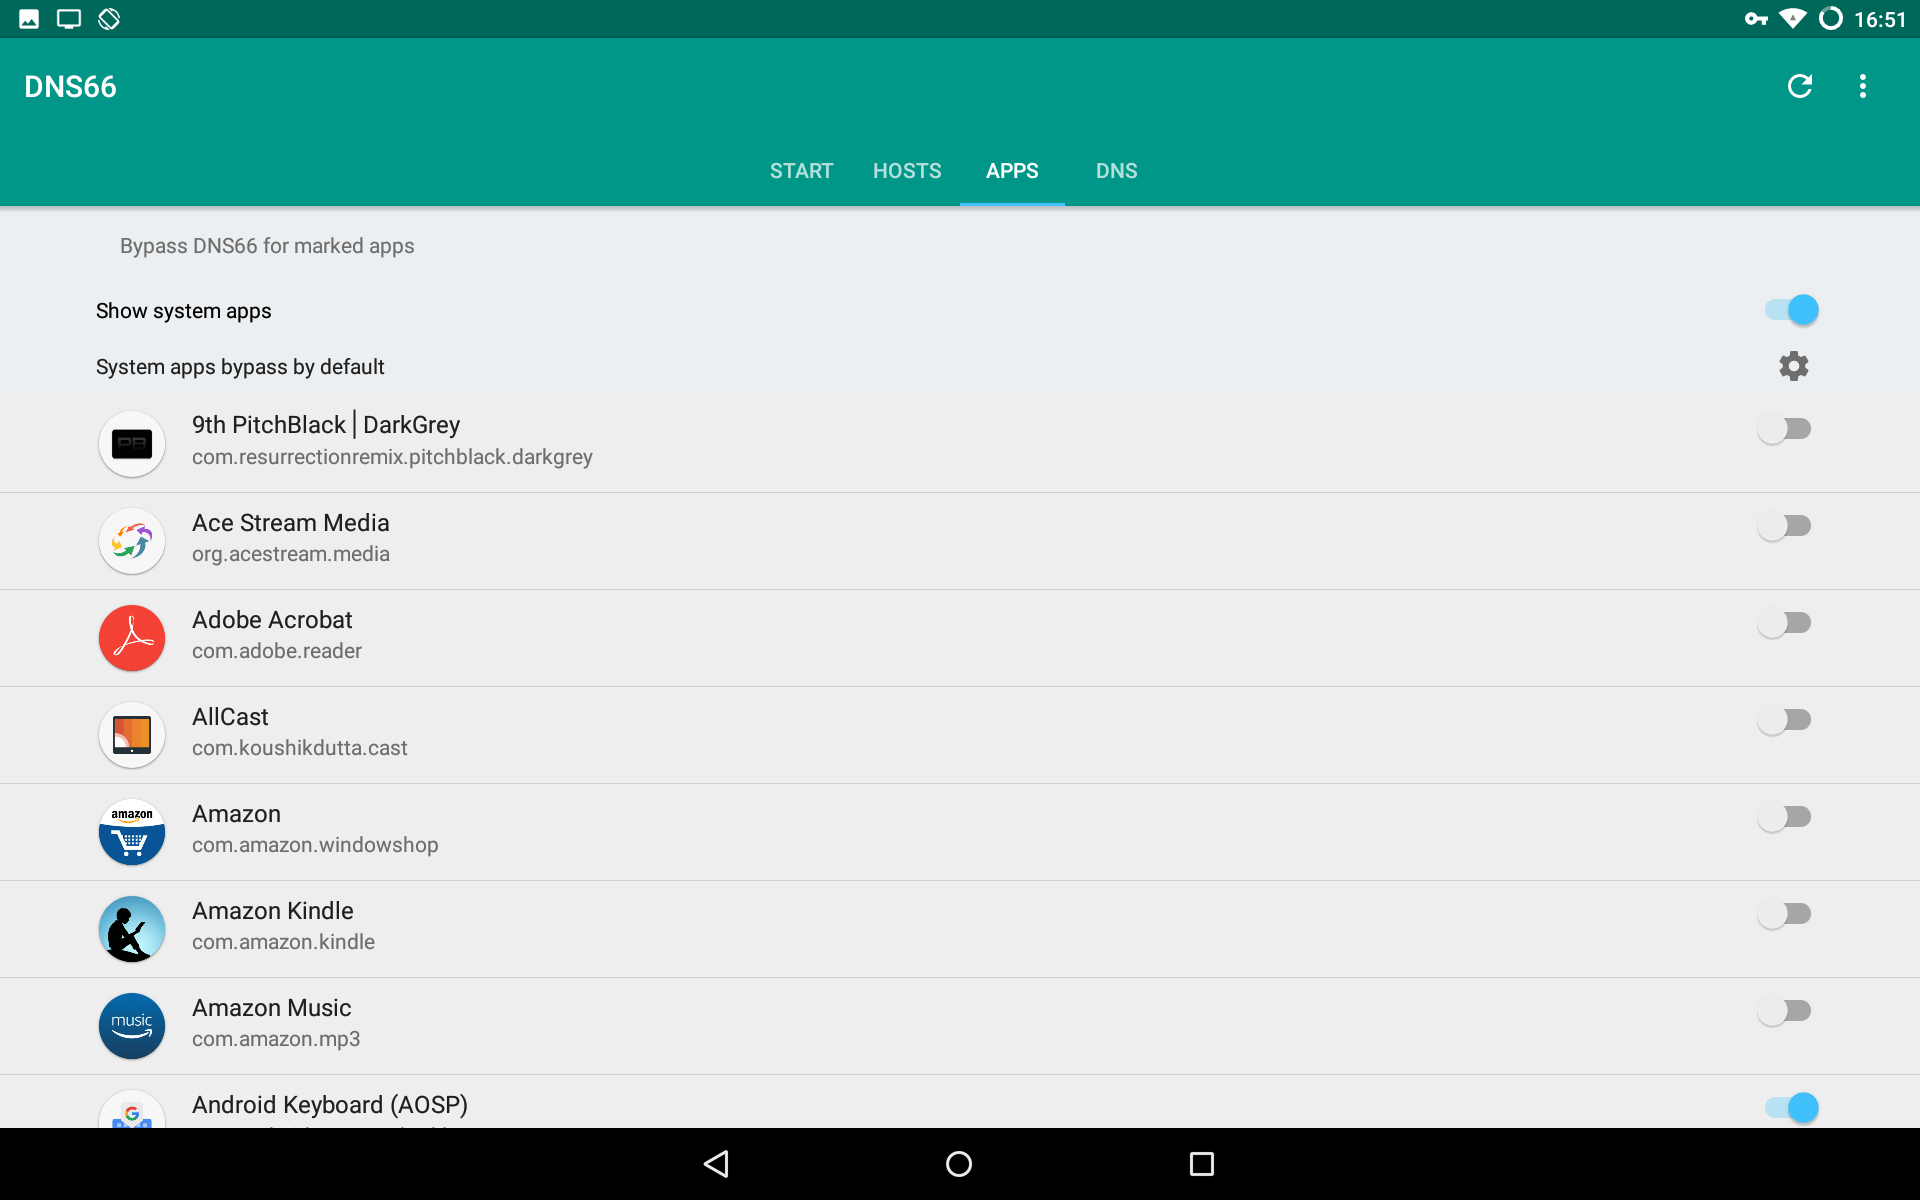 16:51
DNS66
START HOSTS APPS DNS
Bypass DNS66 for marked apps
Show system apps
System apps bypass by default
9th PitchBlack | DarkGrey
com.resurrectionremix.pitchblack.darkgrey
PB
Ace Stream Media
org.acestream.media
Adobe Acrobat
com.adobe.reader
AllCast
com.koushikdutta.cast
amazon
Amazon
com.amazon.windowshop
Amazon Kindle
com.amazon.kindle
music
Amazon Music
com.amazon.mp3
Android Keyboard (AOSP)